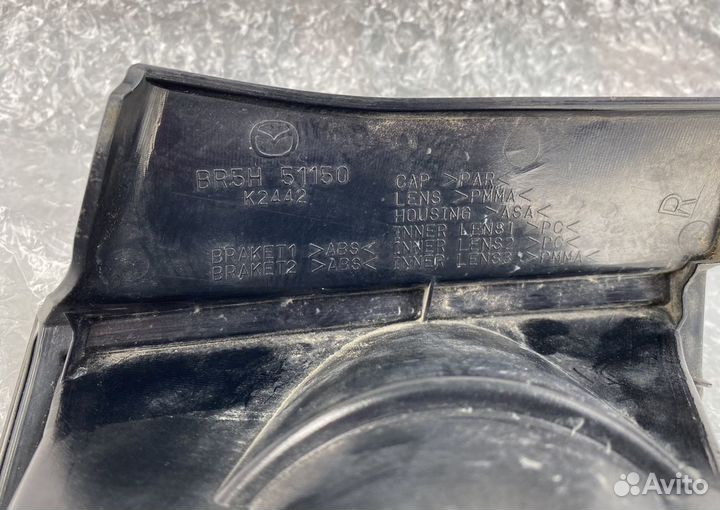 BR5H 51150
K2442
CAP >PAR<
LENS >PMMA<
HOUSING >ASA<
INNER LENS1 >PC<
BRAKET1 >ABS< INNER LENS2 >PC<
BRAKET2 >ABS< INNER LENS3 >PMMA<
R
Avito